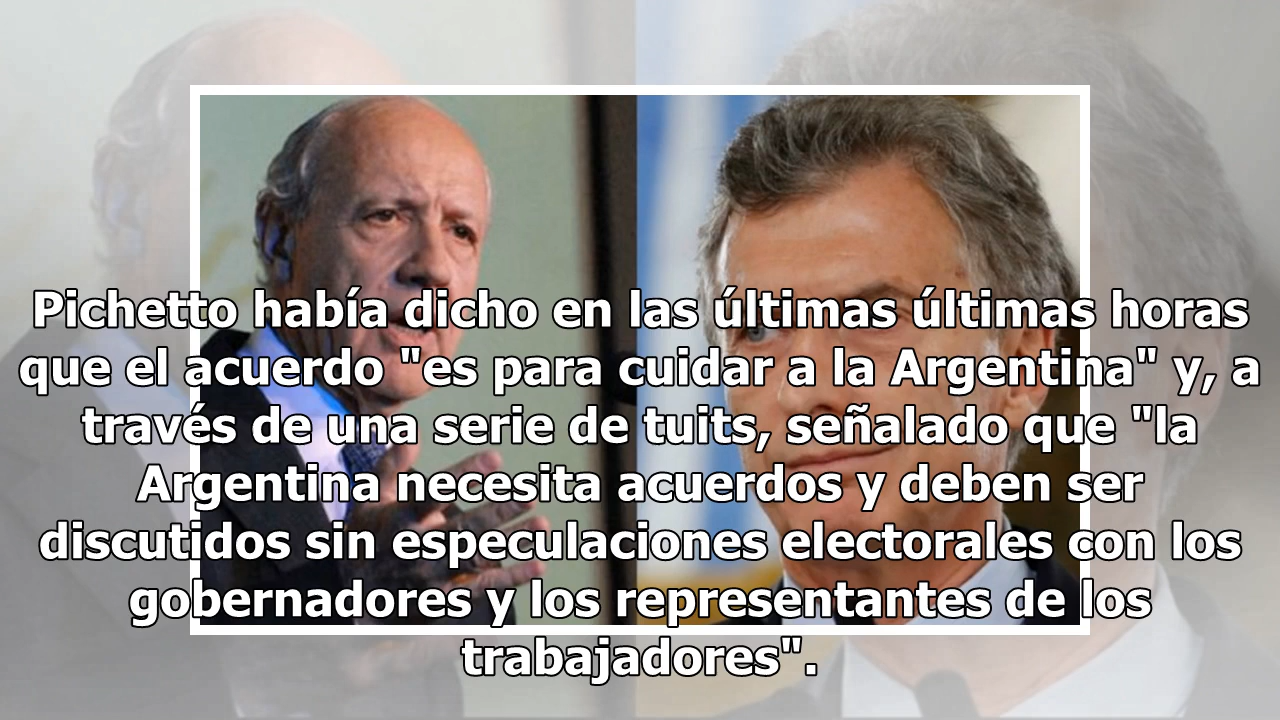 Pichetto había dicho en las últimas últimas horas
que el acuerdo "es para cuidar a la Argentina" y, a
través de una serie de tuits, señalado que "la
Argentina necesita acuerdos y deben ser
discutidos sin especulaciones electorales con los
gobernadores y los representantes de los
trabajadores".